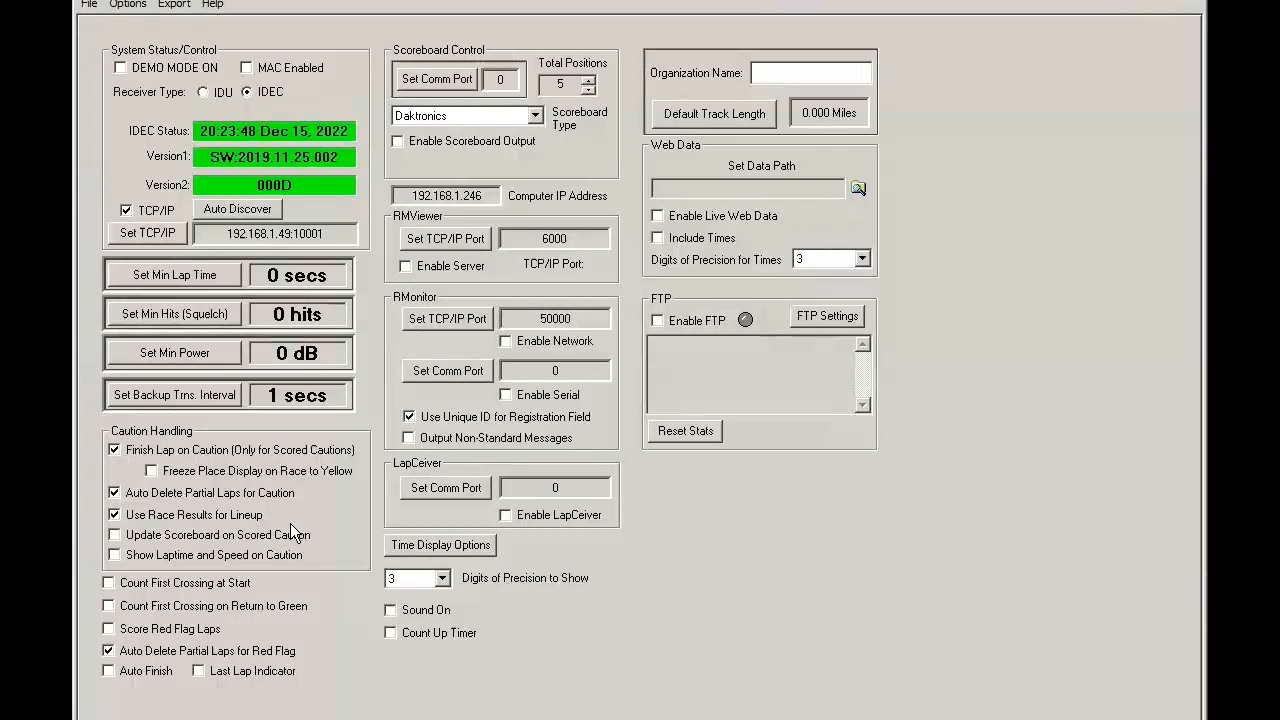 File Options Export Help
System Status/Control
DEMO MODE ON MAC Enabled
Receiver Type: IDU IDEC
IDEC Status: 20:23:48 Dec 15, 2022
Version1: SW:2019.11.25.002
Version2: 000D
TCP/IP Auto Discover
Set TCP/IP 192.168.1.49:10001
Set Min Lap Time 0 secs
Set Min Hits (Squelch) 0 hits
Set Min Power 0 dB
Set Backup Trns. Interval 1 secs
Caution Handling
Finish Lap on Caution (Only for Scored Cautions)
Freeze Place Display on Race to Yellow
Auto Delete Partial Laps for Caution
Use Race Results for Lineup
Update Scoreboard on Scored Caution
Show Laptime and Speed on Caution
Count First Crossing at Start
Count First Crossing on Return to Green
Score Red Flag Laps
Auto Delete Partial Laps for Red Flag
Auto Finish Last Lap Indicator
Scoreboard Control
Set Comm Port 0
Total Positions
5
Daktronics
Scoreboard
Type
Enable Scoreboard Output
192.168.1.246 Computer IP Address
RMViewer
Set TCP/IP Port 6000
Enable Server TCP/IP Port:
RMonitor
Set TCP/IP Port 50000
Enable Network
Set Comm Port 0
Enable Serial
Use Unique ID for Registration Field
Output Non-Standard Messages
LapCeiver
Set Comm Port 0
Enable LapCeiver
Time Display Options
3 Digits of Precision to Show
Sound On
Count Up Timer
Organization Name:
Default Track Length 0.000 Miles
Web Data
Set Data Path
Enable Live Web Data
Include Times
Digits of Precision for Times 3
FTP
Enable FTP FTP Settings
Reset Stats